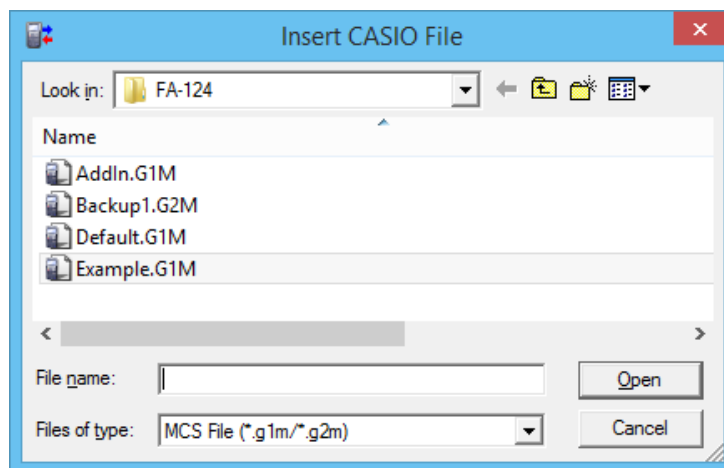 Insert CASIO File
Look in: FA-124
Name
AddIn.G1M
Backup1.G2M
Default.G1M
Example.G1M
File name: Open
Files of type: MCS File (*.g1m/*.g2m) Cancel